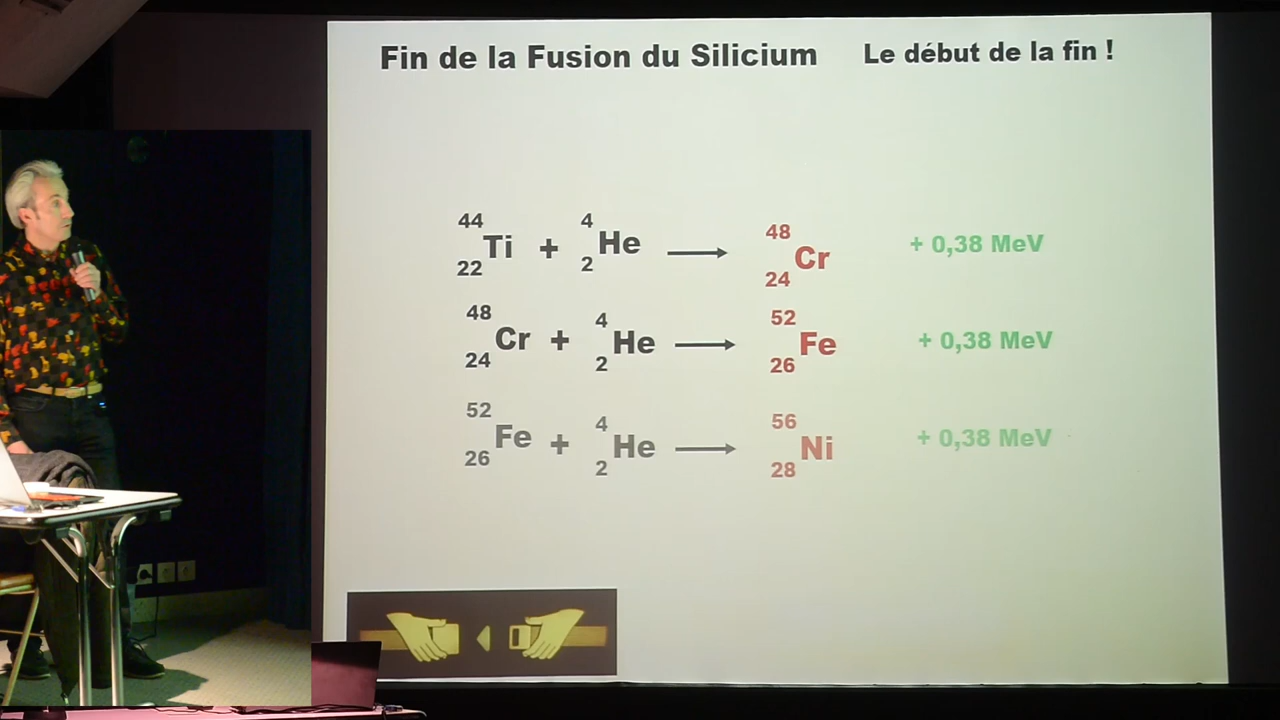 Fin de la Fusion du Silicium Le début de la fin !
44 22 Ti + 4 2 He → 48 24 Cr + 0,38 MeV
48 24 Cr + 4 2 He → 52 26 Fe + 0,38 MeV
52 26 Fe + 4 2 He → 56 28 Ni + 0,38 MeV